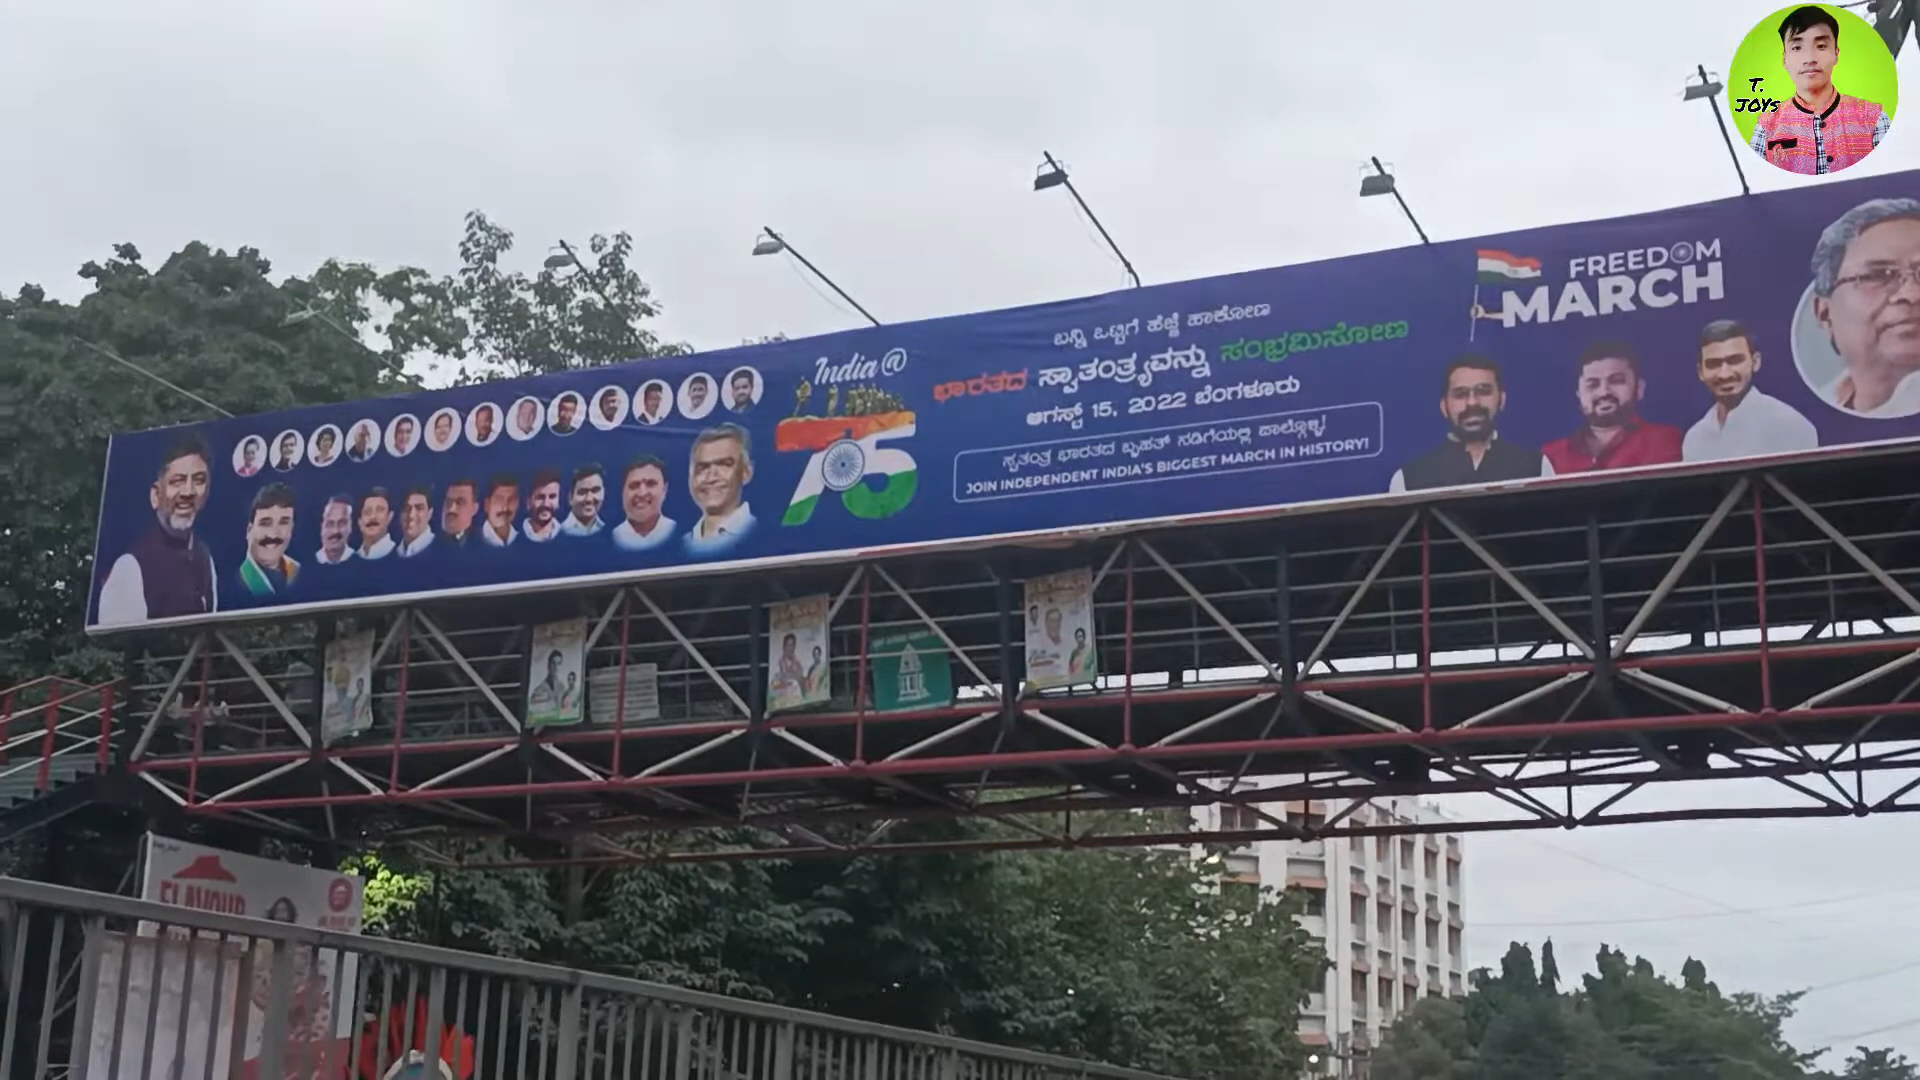 T.
JOYs
FREEDOM
MARCH
India@
75
ಬನ್ನಿ ಒಟ್ಟಿಗೆ ಹೆಜ್ಜೆ ಹಾಕೋಣ
ಭಾರತದ ಸ್ವಾತಂತ್ರ್ಯವನ್ನು ಸಂಭ್ರಮಿಸೋಣ
ಆಗಸ್ಟ್ 15, 2022 ಬೆಂಗಳೂರು
ಸ್ವತಂತ್ರ ಭಾರತದ ಬೃಹತ್ ನಡಿಗೆಯಲ್ಲಿ ಪಾಲ್ಗೊಳ್ಳಿ!
JOIN INDEPENDENT INDIA'S BIGGEST MARCH IN HISTORY!
FLAVOUR